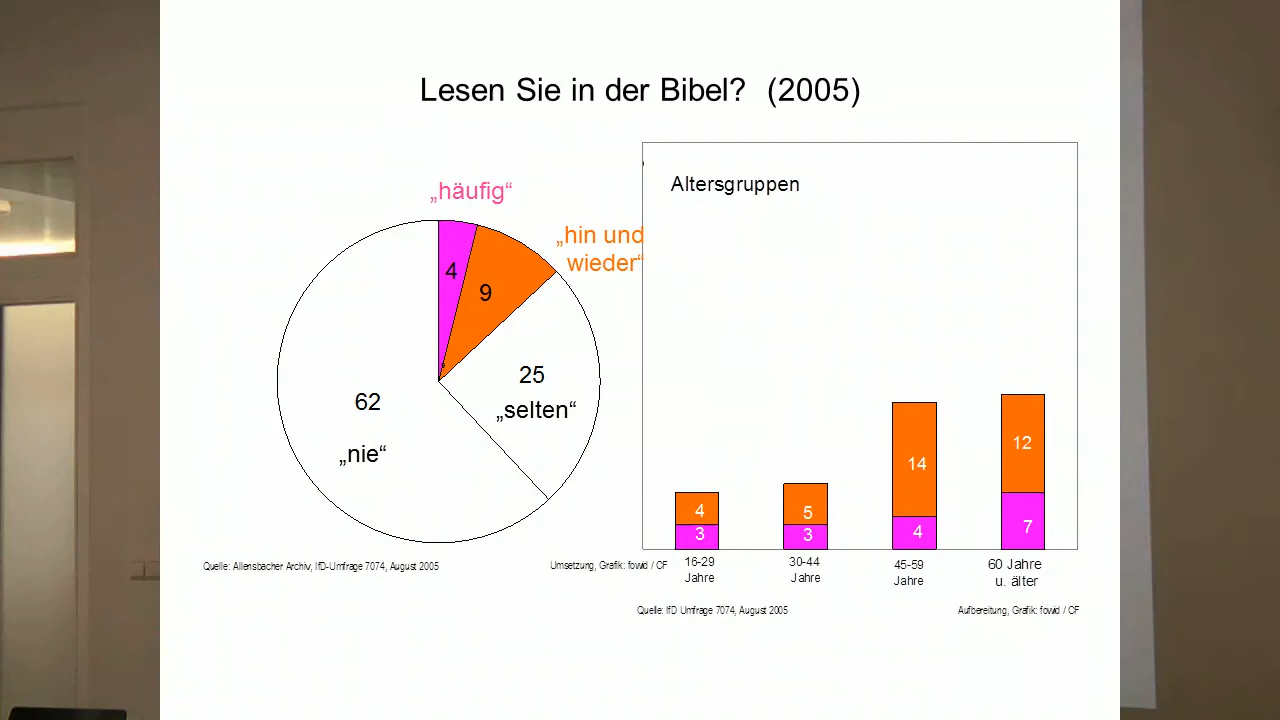 Lesen Sie in der Bibel? (2005)
„häufig“
„hin und
wieder“
4
9
25
„selten“
62
„nie“
Quelle: Allensbacher Archiv, IfD-Umfrage 7074, August 2005
Umsetzung, Grafik: fowid / CF
Altersgruppen
4
3
5
3
14
4
12
7
16-29
Jahre
30-44
Jahre
45-59
Jahre
60 Jahre
u. älter
Quelle: IfD Umfrage 7074, August 2005
Aufbereitung, Grafik: fowid / CF